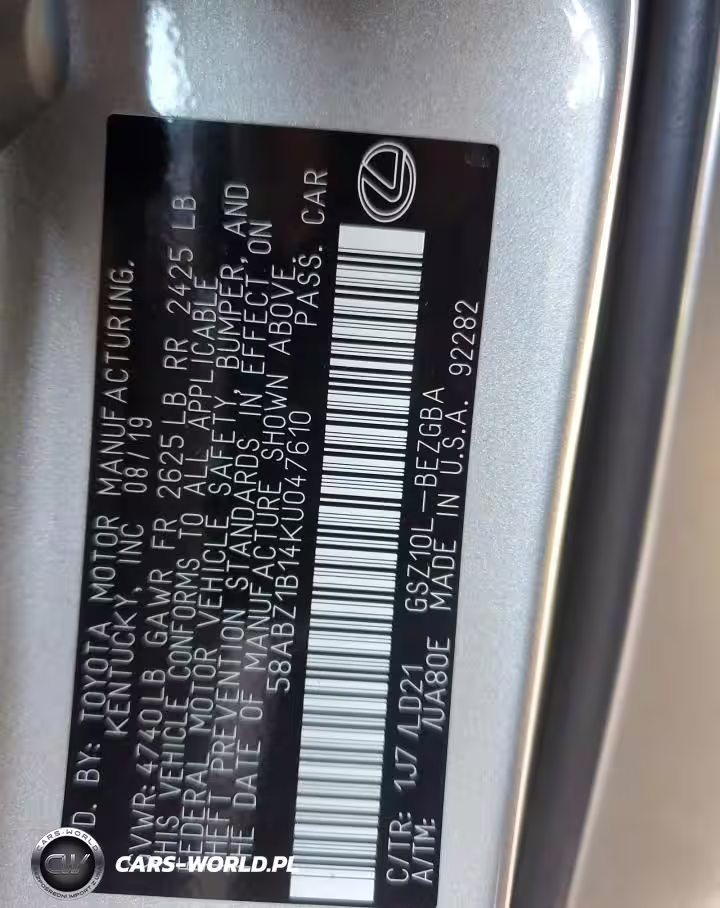 D. BY: TOYOTA MOTOR MANUFACTURING,
KENTUCKY, INC 08/19
VWR: 4740LB GAWR FR 2625 LB RR 2425 LB
THIS VEHICLE CONFORMS TO ALL APPLICABLE
FEDERAL MOTOR VEHICLE SAFETY, BUMPER, AND
THEFT PREVENTION STANDARDS IN EFFECT ON
THE DATE OF MANUFACTURE SHOWN ABOVE.
58ABZ1B14KU047610 PASS. CAR
C/TR: 1J7 /LD21 GSZ10L-BEZGBA
A/TM: /UA80E MADE IN U.S.A. 92282
CARS-WORLD
CW
CARS-WORLD.PL